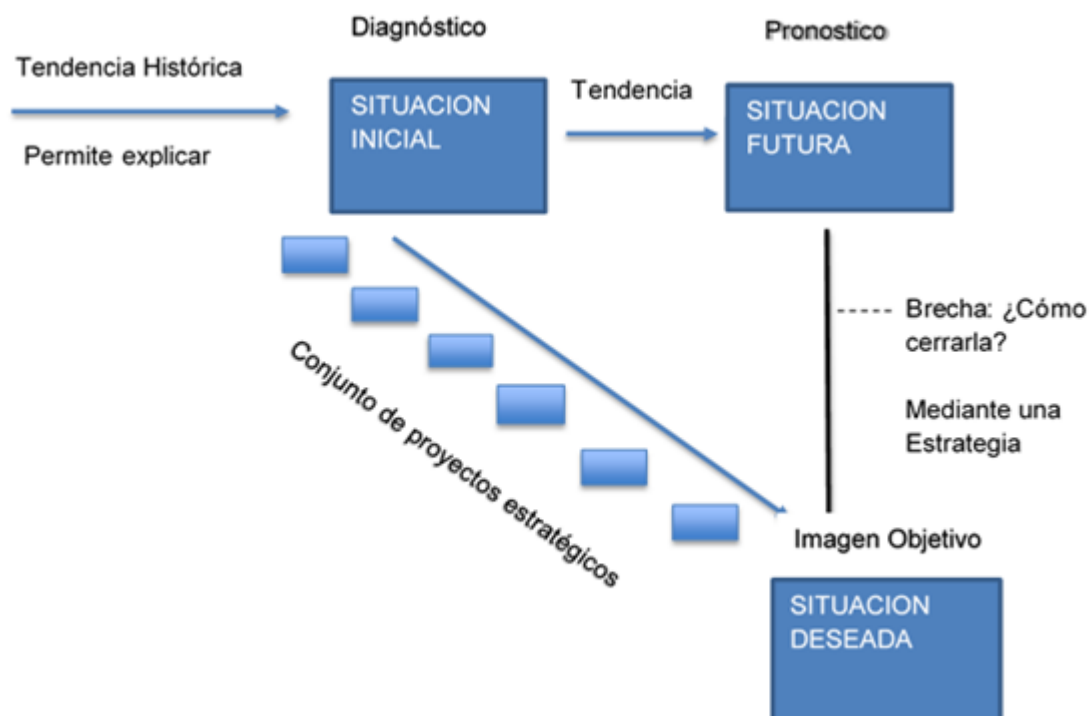 Diagnóstico
Pronostico
Tendencia Histórica
SITUACION
INICIAL
Tendencia
SITUACION
FUTURA
Permite explicar
Brecha: ¿Cómo
cerrarla?
Mediante una
Estrategia
Conjunto de proyectos estratégicos
Imagen Objetivo
SITUACION
DESEADA